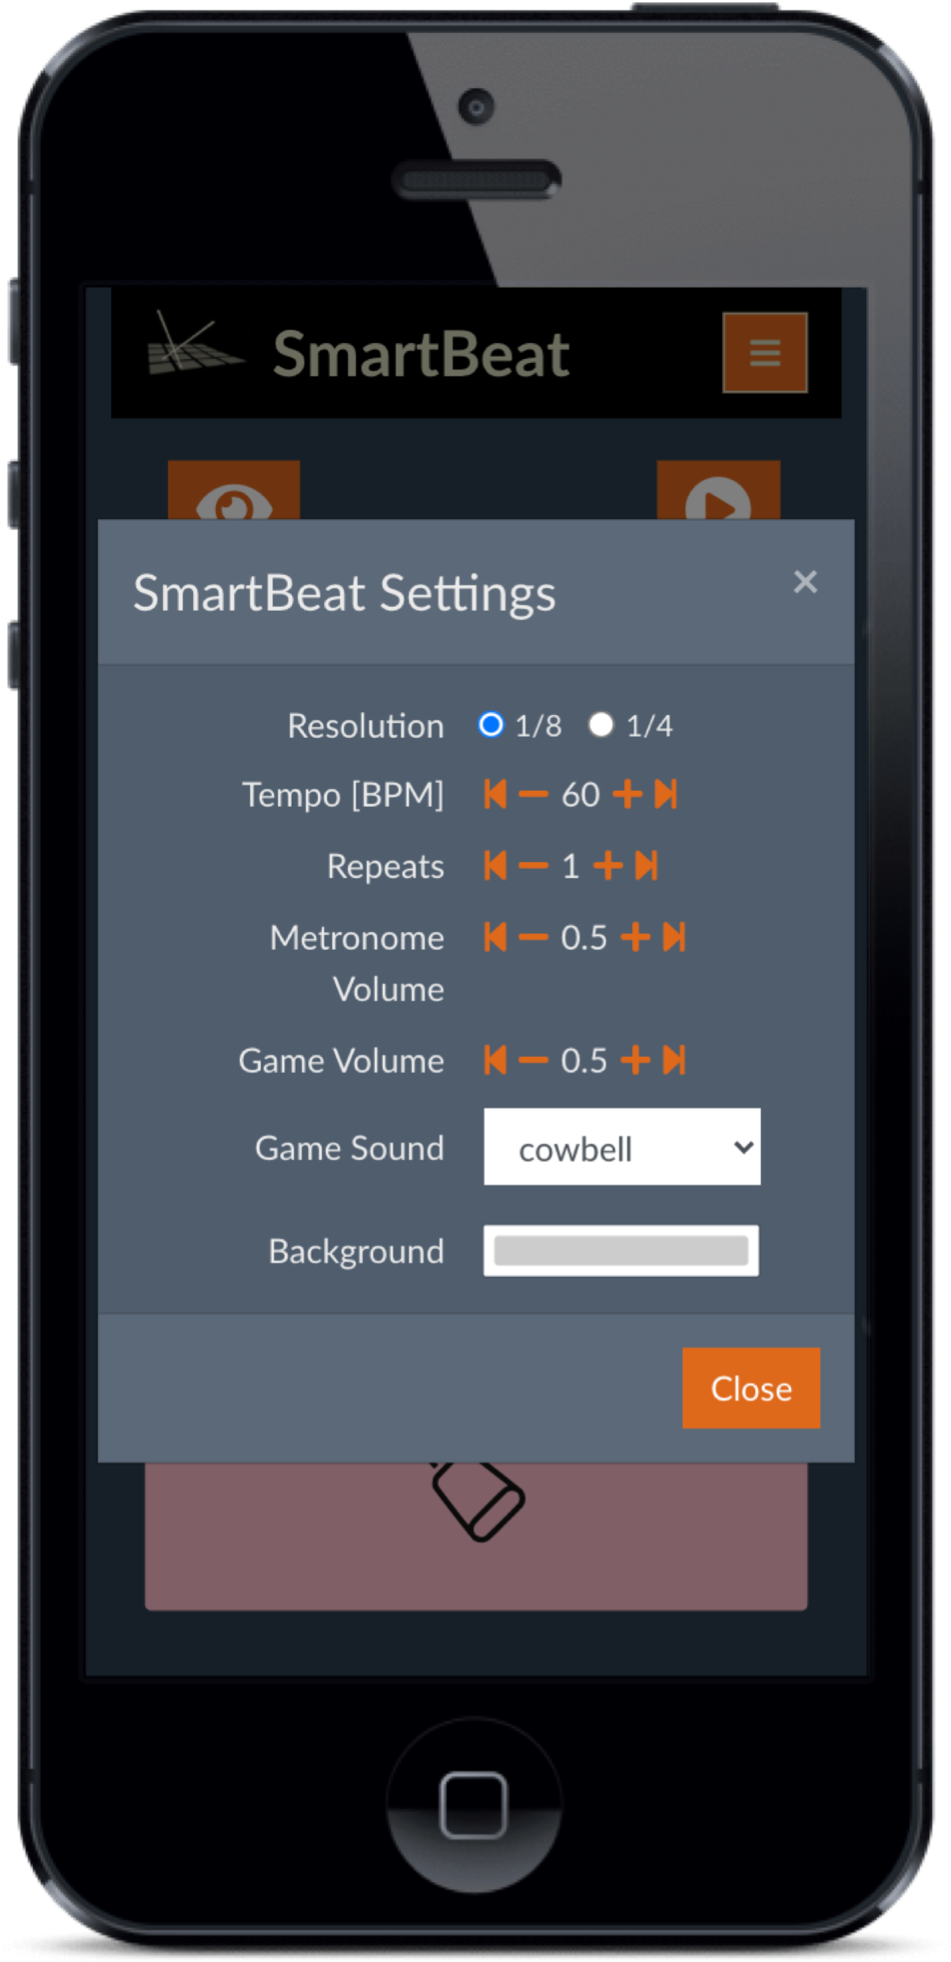 SmartBeat
SmartBeat Settings ×
Resolution 1/8 1/4
Tempo [BPM] 60
Repeats 1
Metronome 0.5
Volume
Game Volume 0.5
Game Sound cowbell
Background
Close